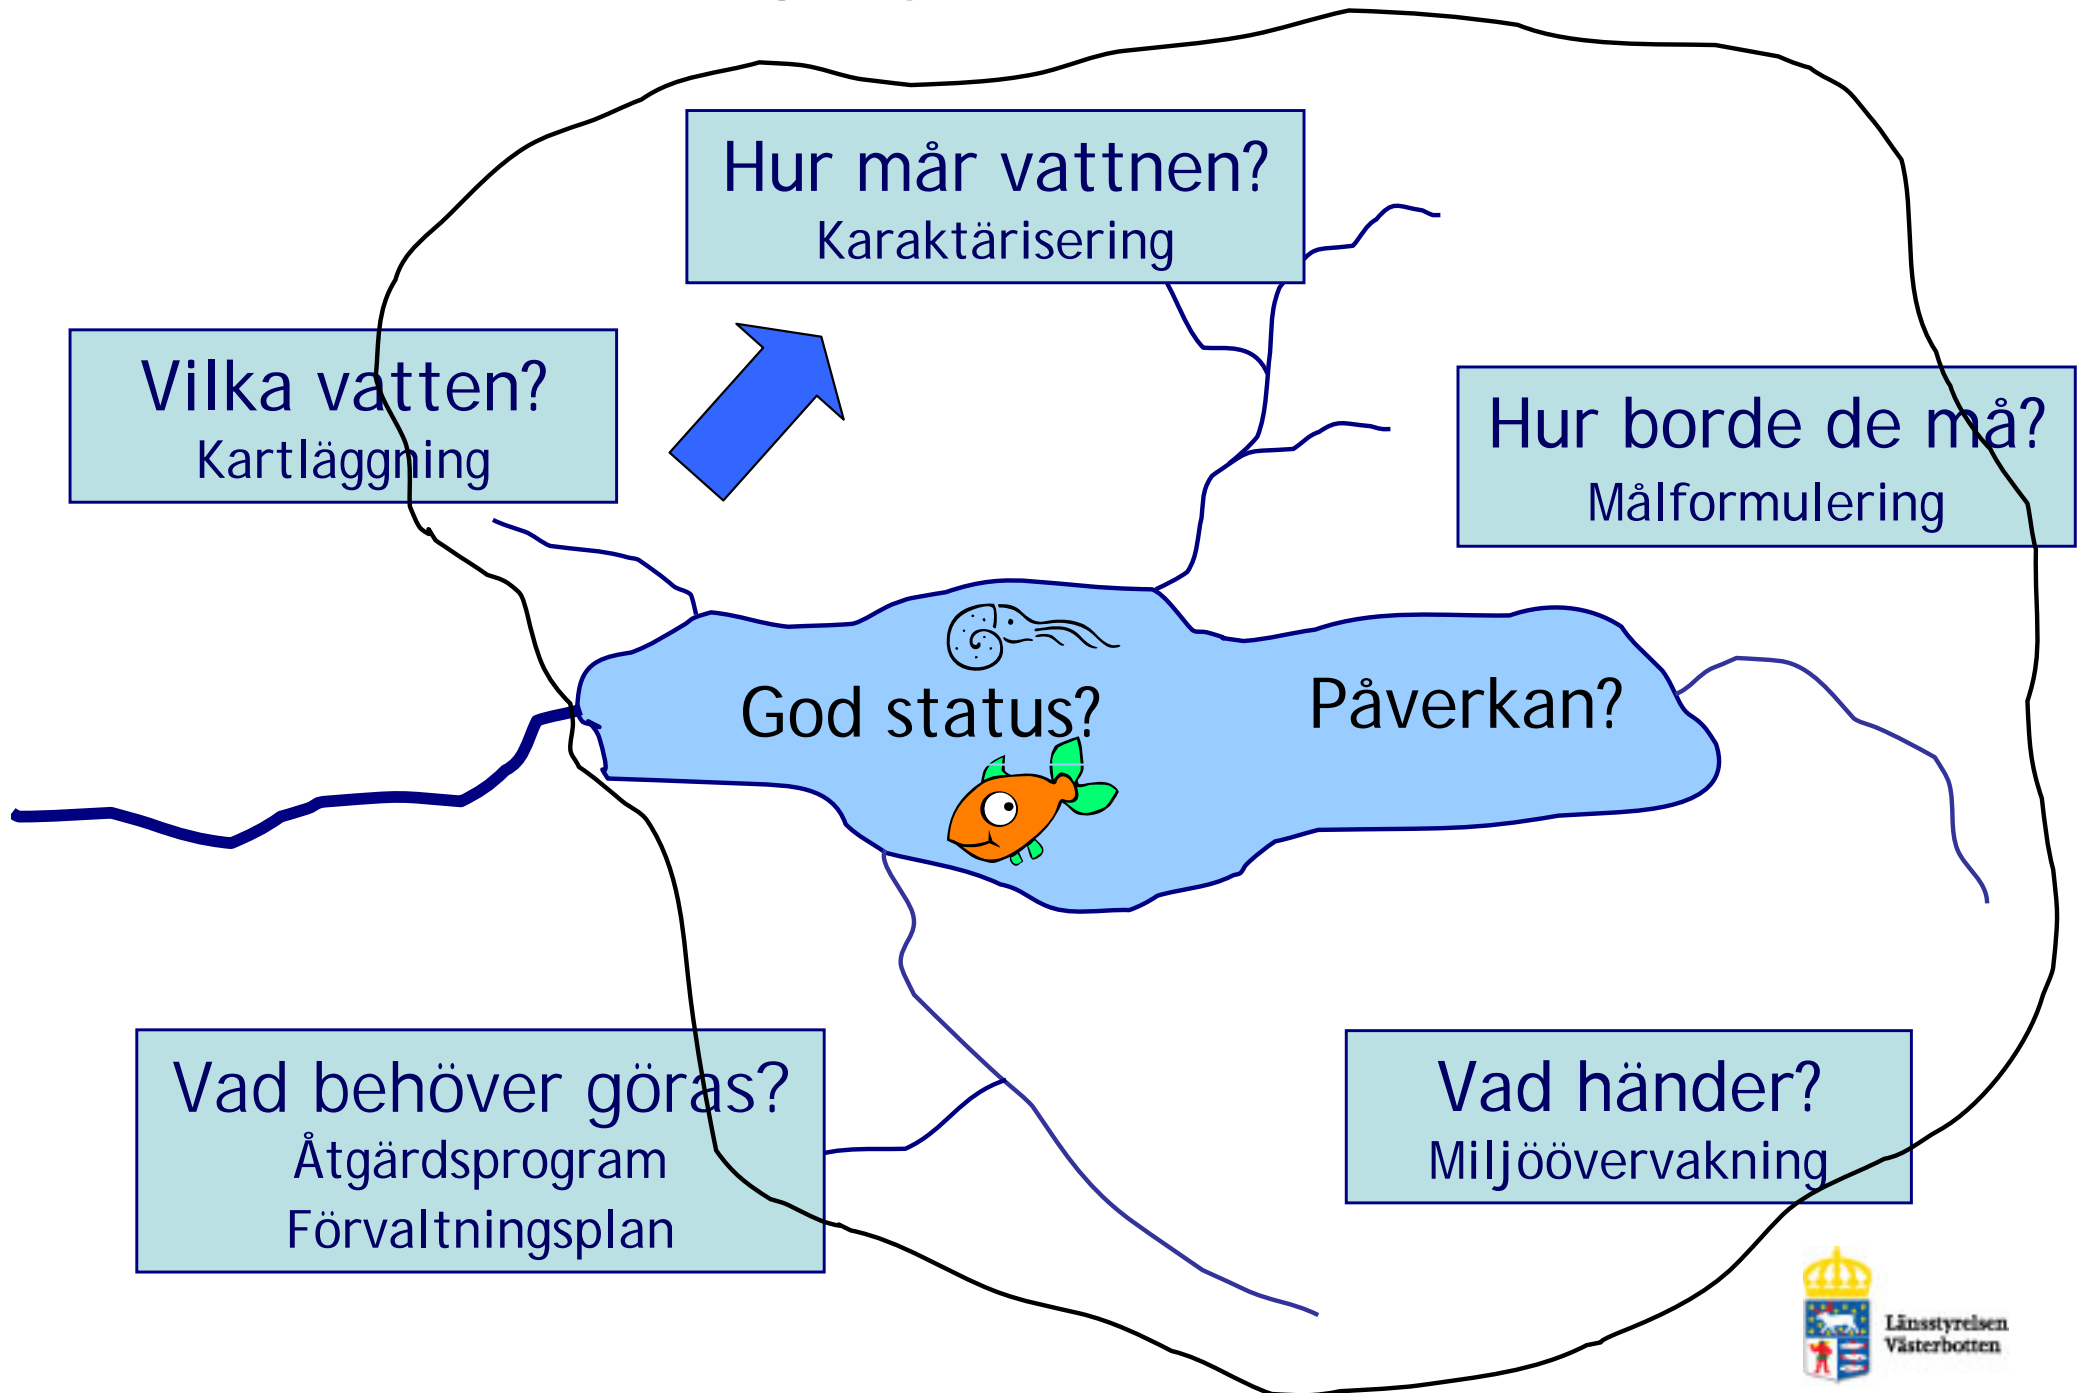 Hur mår vattnen?
Karaktärisering
Vilka vatten?
Kartläggning
Hur borde de må?
Målformulering
God status?
Påverkan?
Vad behöver göras?
Åtgärdsprogram
Förvaltningsplan
Vad händer?
Miljöövervakning
Länsstyrelsen
Västerbotten